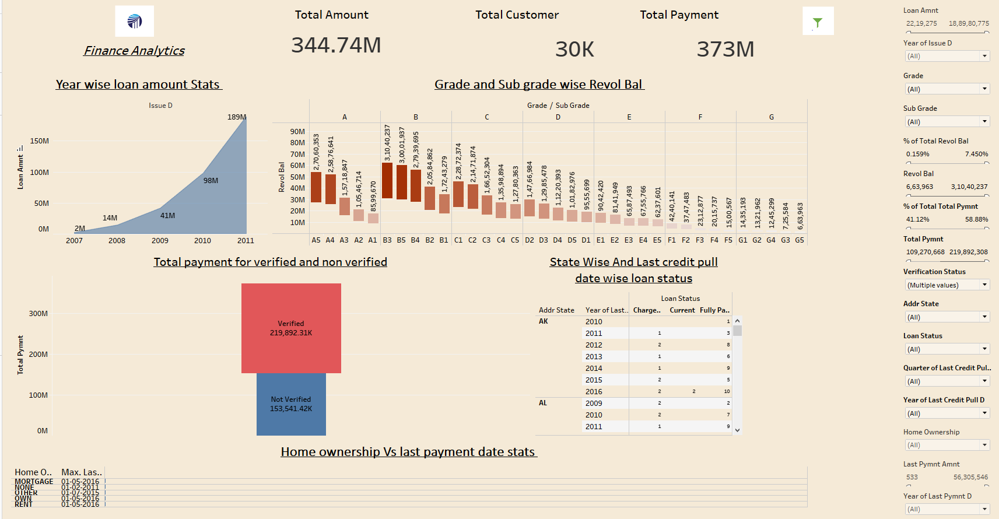 Finance Analytics
Total Amount
344.74M
Total Customer
30K
Total Payment
373M
Year wise loan amount Stats
Issue D
Loan Amnt
150M
100M
50M
0M
2M
14M
41M
98M
189M
2007 2008 2009 2010 2011
Grade and Sub grade wise Revol Bal
Grade / Sub Grade
A B C D E F G
Revol Bal
90M
80M
70M
60M
50M
40M
30M
20M
10M
2,70,60,353
2,58,76,641
1,57,18,847
1,05,46,714
85,99,670
3,10,40,237
3,00,01,937
2,79,39,695
2,05,84,862
1,72,43,279
2,28,72,374
2,14,71,874
1,66,52,304
1,35,98,894
1,27,80,363
1,47,66,984
1,29,85,478
1,12,20,393
1,01,82,976
95,55,699
90,42,420
81,41,949
65,87,493
67,55,766
62,37,601
42,40,141
37,47,483
23,12,877
20,15,737
15,00,567
14,35,193
13,21,962
12,45,299
7,25,584
6,63,963
A5 A4 A3 A2 A1 B3 B5 B4 B2 B1 C1 C2 C3 C4 C5 D2 D3 D4 D5 D1 E1 E2 E3 E4 E5 F1 F2 F3 F4 F5 G1 G2 G4 G3 G5
Total payment for verified and non verified
Total Pymnt
300M
200M
100M
0M
Verified
219,892.31K
Not Verified
153,541.42K
State Wise And Last credit pull
date wise loan status
Loan Status
Addr State Year of Last.. Charge.. Current Fully Pa..
AK 2010 1
2011 1 3
2012 2 8
2013 1 6
2014 1 9
2015 2 5
2016 2 2 10
AL 2009 2 2
2010 2 7
2011 1 9
Home ownership Vs last payment date stats
Home O.. Max. Las..
MORTGAGE 01-05-2016
NONE 01-02-2011
OTHER 01-07-2015
OWN 01-05-2016
RENT 01-05-2016
Loan Amnt
22,19,275 18,89,80,775
Year of Issue D
(All)
Grade
(All)
Sub Grade
(All)
% of Total Revol Bal
0.159% 7.450%
Revol Bal
6,63,963 3,10,40,237
% of Total Total Pymnt
41.12% 58.88%
Total Pymnt
109,270,668 219,892,308
Verification Status
(Multiple values)
Addr State
(All)
Loan Status
(All)
Quarter of Last Credit Pul..
(All)
Year of Last Credit Pull D
(All)
Home Ownership
(All)
Last Pymnt Amnt
533 56,305,546
Year of Last Pymnt D
(All)